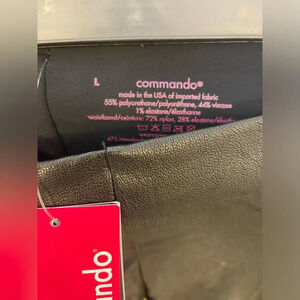 L commando®
made in the USA of imported fabric
55% polyurethane/polyuréthane, 44% viscose
1% elastane/élasthanne
waistband/ceinture: 72% nylon, 28% elastane/élasth
ando®